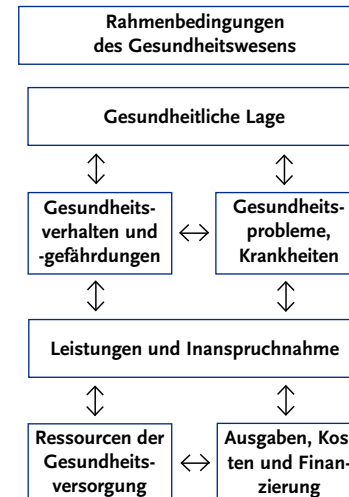 Rahmenbedingungen
des Gesundheitswesens
Gesundheitliche Lage
Gesundheits-
verhalten und
-gefährdungen
Gesundheits-
probleme,
Krankheiten
Leistungen und Inanspruchnahme
Ressourcen der
Gesundheits-
versorgung
Ausgaben, Kos-
ten und Finan-
zierung